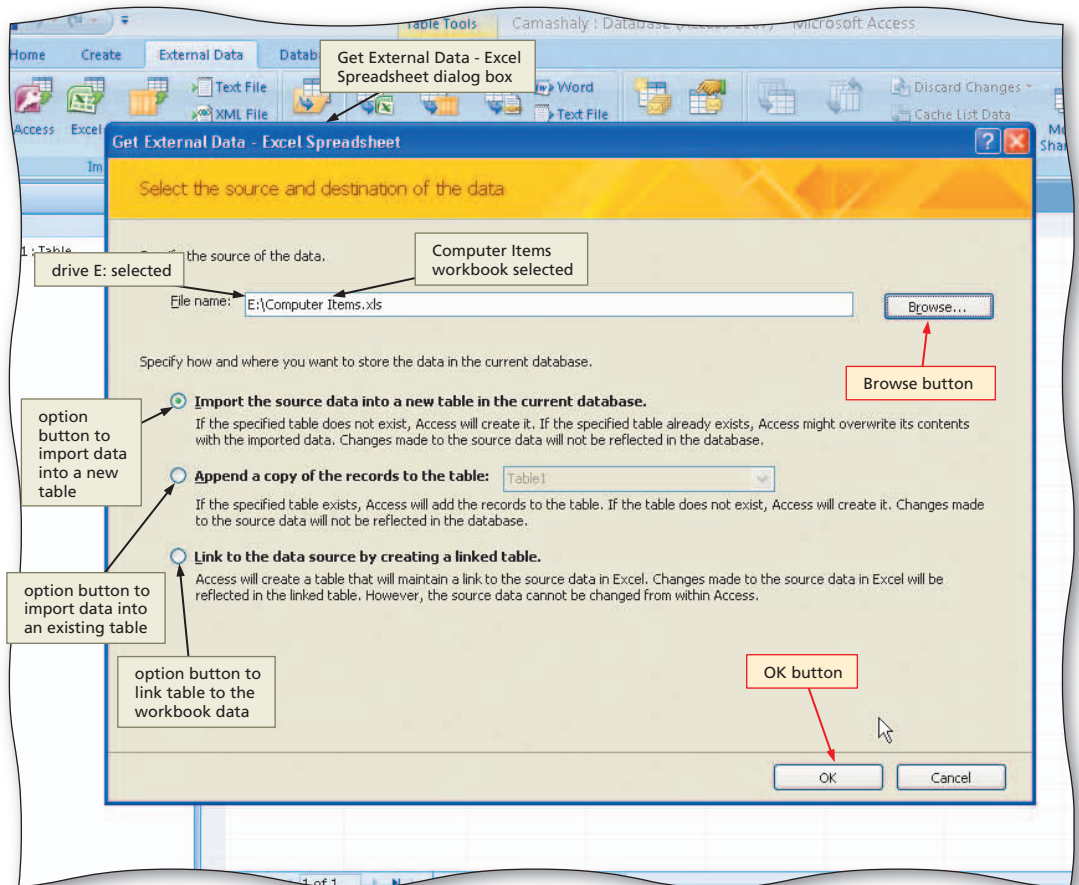 Table Tools
Camashaly : Database (Access 2007) - Microsoft Access
Home Create External Data
Get External Data - Excel
Spreadsheet dialog box
Text File
XML File
Word
Text File
Discard Changes
Cache List Data
Access Excel
Get External Data - Excel Spreadsheet
Select the source and destination of the data
the source of the data.
drive E: selected
Computer Items
workbook selected
File name: E:\Computer Items.xls
Browse...
Specify how and where you want to store the data in the current database.
Browse button
option
button to
import data
into a new
table
Import the source data into a new table in the current database.
If the specified table does not exist, Access will create it. If the specified table already exists, Access might overwrite its contents
with the imported data. Changes made to the source data will not be reflected in the database.
Append a copy of the records to the table: Table1
If the specified table exists, Access will add the records to the table. If the table does not exist, Access will create it. Changes made
to the source data will not be reflected in the database.
Link to the data source by creating a linked table.
Access will create a table that will maintain a link to the source data in Excel. Changes made to the source data in Excel will be
reflected in the linked table. However, the source data cannot be changed from within Access.
option button to
import data into
an existing table
option button to
link table to the
workbook data
OK button
OK
Cancel
1 of 1